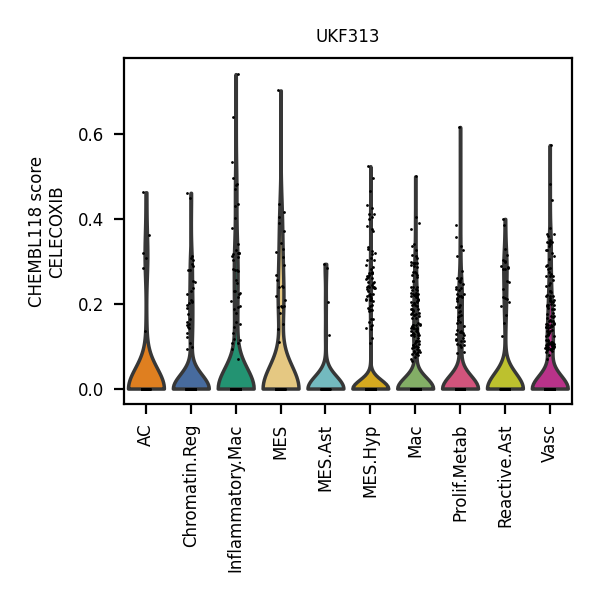 UKF313
CHEMBL118 score
CELECOXIB
0.6
0.4
0.2
0.0
AC
Chromatin.Reg
Inflammatory.Mac
MES
MES.Ast
MES.Hyp
Mac
Prolif.Metab
Reactive.Ast
Vasc